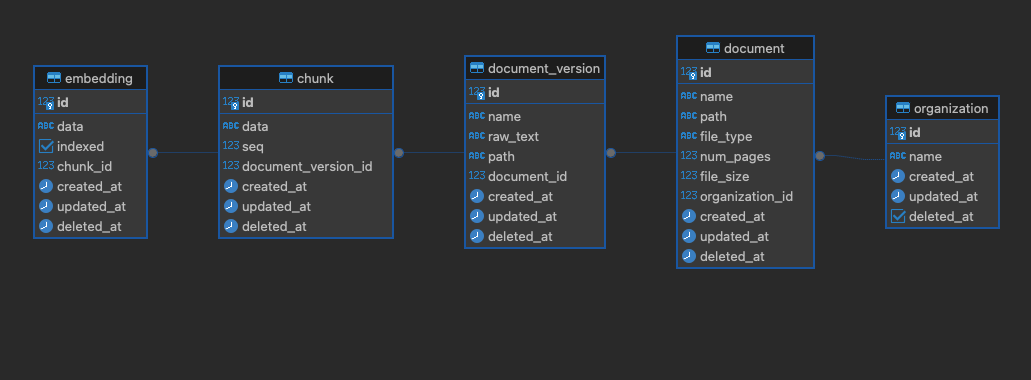 embedding
123 id
ABC data
indexed
123 chunk_id
created_at
updated_at
deleted_at
chunk
123 id
ABC data
123 seq
123 document_version_id
created_at
updated_at
deleted_at
document_version
123 id
ABC name
ABC raw_text
ABC path
123 document_id
created_at
updated_at
deleted_at
document
123 id
ABC name
ABC path
ABC file_type
123 num_pages
123 file_size
123 organization_id
created_at
updated_at
deleted_at
organization
123 id
ABC name
created_at
updated_at
deleted_at